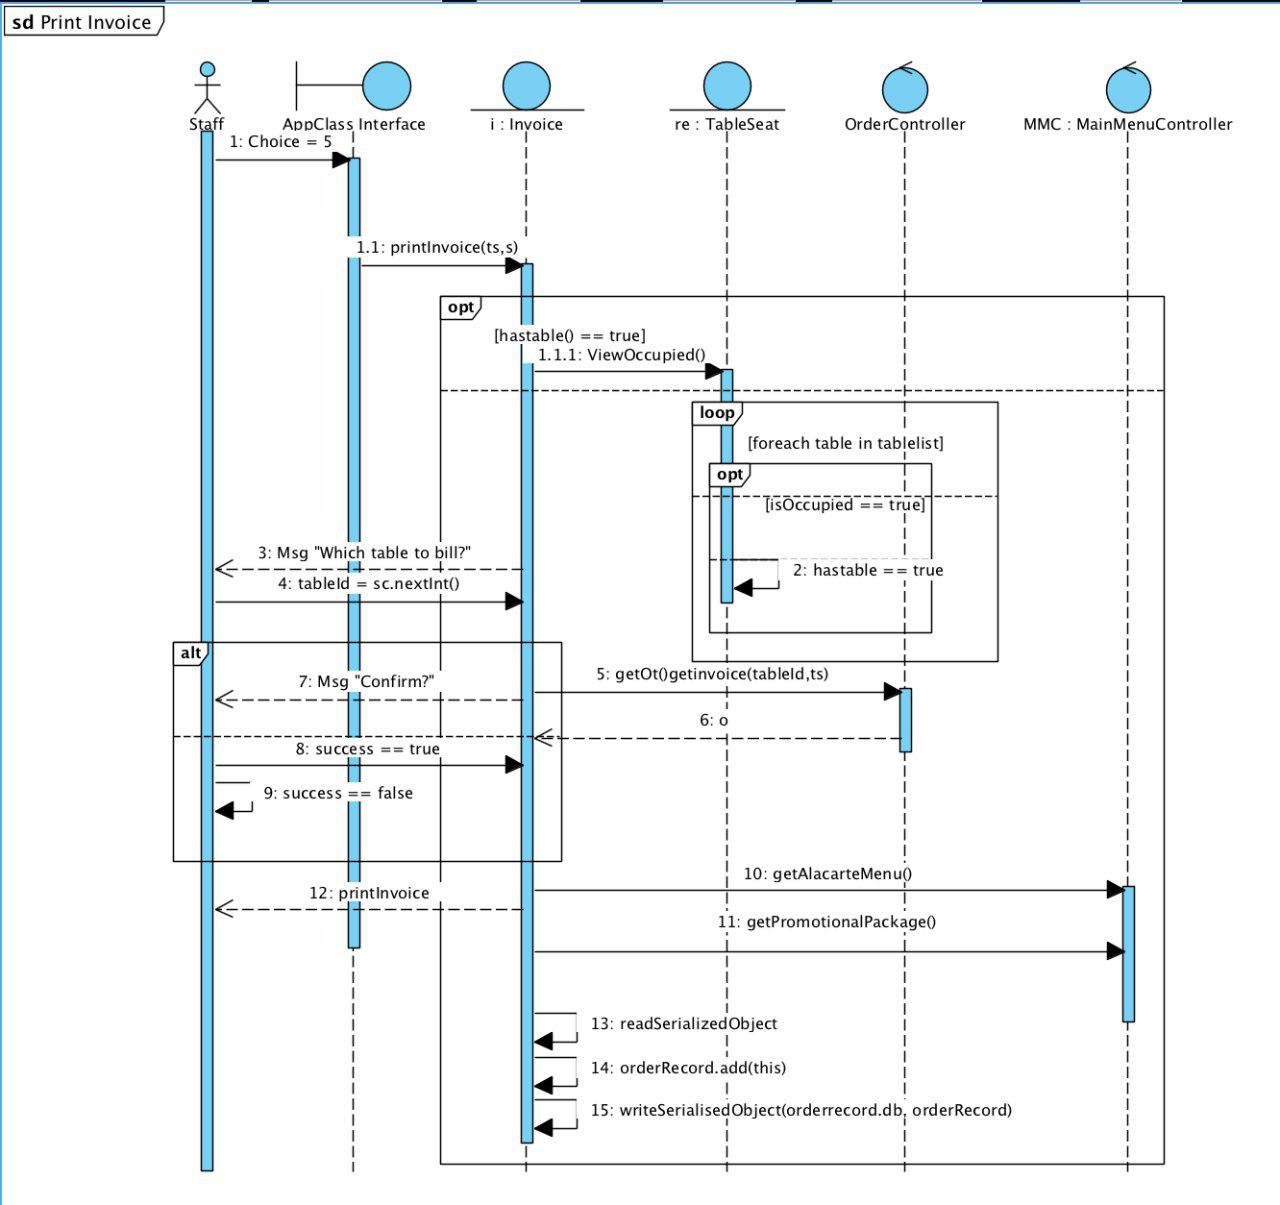 sd Print Invoice
Staff
AppClass Interface
i : Invoice
re : TableSeat
OrderController
MMC : MainMenuController
1: Choice = 5
1.1: printInvoice(ts,s)
opt
[hastable() == true]
1.1.1: ViewOccupied()
loop
[foreach table in tablelist]
opt
[isOccupied == true]
3: Msg "Which table to bill?"
2: hastable == true
4: tableId = sc.nextInt()
alt
5: getOt()getinvoice(tableId,ts)
7: Msg "Confirm?"
6: o
8: success == true
9: success == false
10: getAlacarteMenu()
12: printInvoice
11: getPromotionalPackage()
13: readSerializedObject
14: orderRecord.add(this)
15: writeSerialisedObject(orderrecord.db, orderRecord)